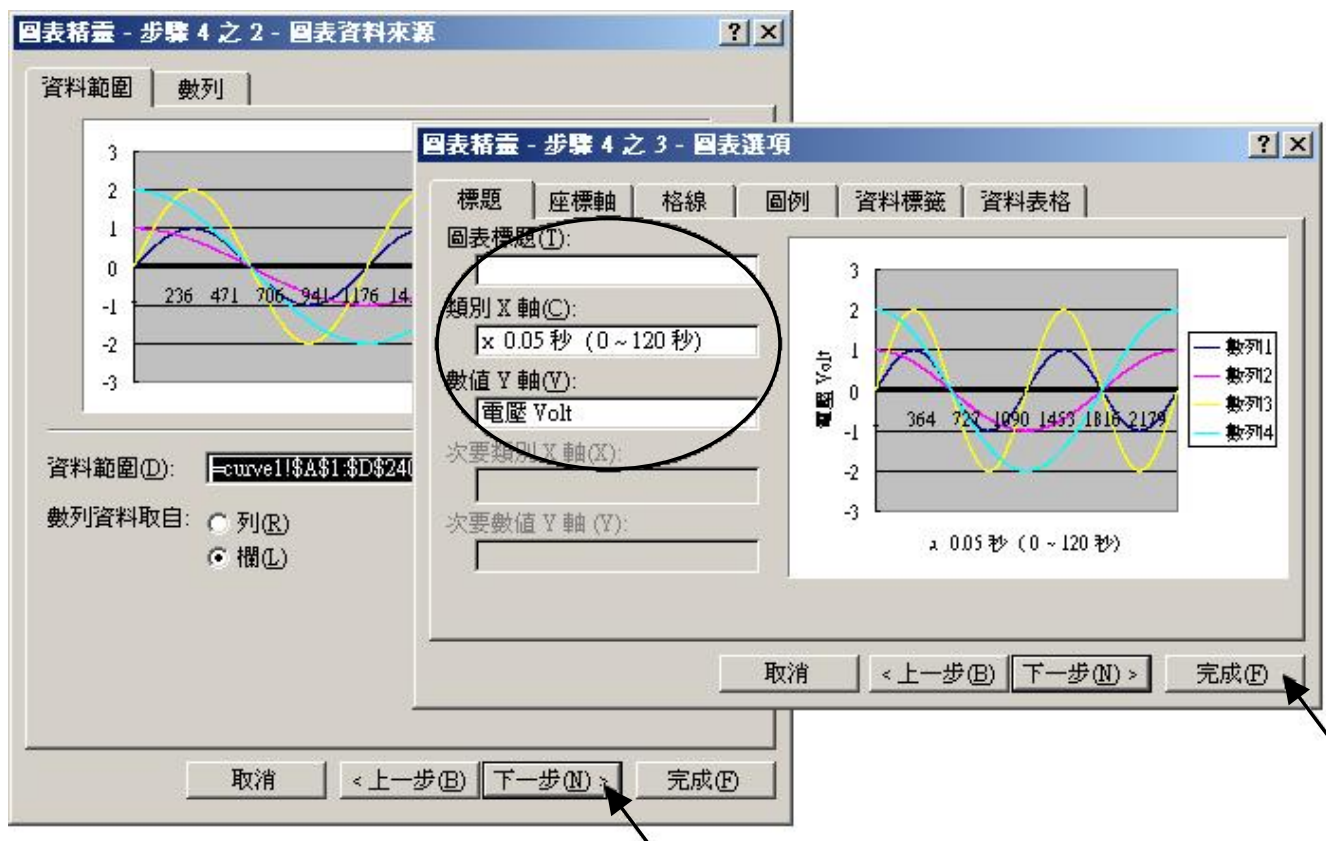 圖表精靈 - 步驟 4 之 2 - 圖表資料來源
資料範圍 數列
3
2
1
0
-1
-2
-3
236 471 706 941 1176
資料範圍(D): =curve1!$A$1:$D$240
數列資料取自: 列(R)
欄(L)
取消 <上一步(B) 下一步(N)> 完成(F)
圖表精靈 - 步驟 4 之 3 - 圖表選項
標題 座標軸 格線 圖例 資料標籤 資料表格
圖表標題(T):
類別 X 軸(C):
x 0.05 秒 (0 ~ 120 秒)
數值 Y 軸(V):
電壓 Volt
次要類別 X 軸(X):
次要數值 Y 軸 (Y):
3
2
1
0
-1
-2
-3
電壓 Volt
364 727 1090 1453 1816 2179
x 0.05 秒 (0 ~ 120 秒)
數列1
數列2
數列3
數列4
取消 <上一步(B) 下一步(N)> 完成(F)